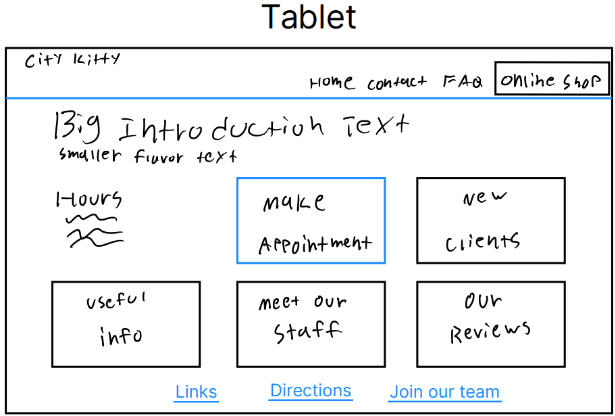 Tablet
City Kitty
Home contact FAQ Online Shop
Big Introduction Text
smaller flavor text
Hours
make
Appointment
New
Clients
useful
info
meet our
Staff
Our
Reviews
Links Directions Join our team